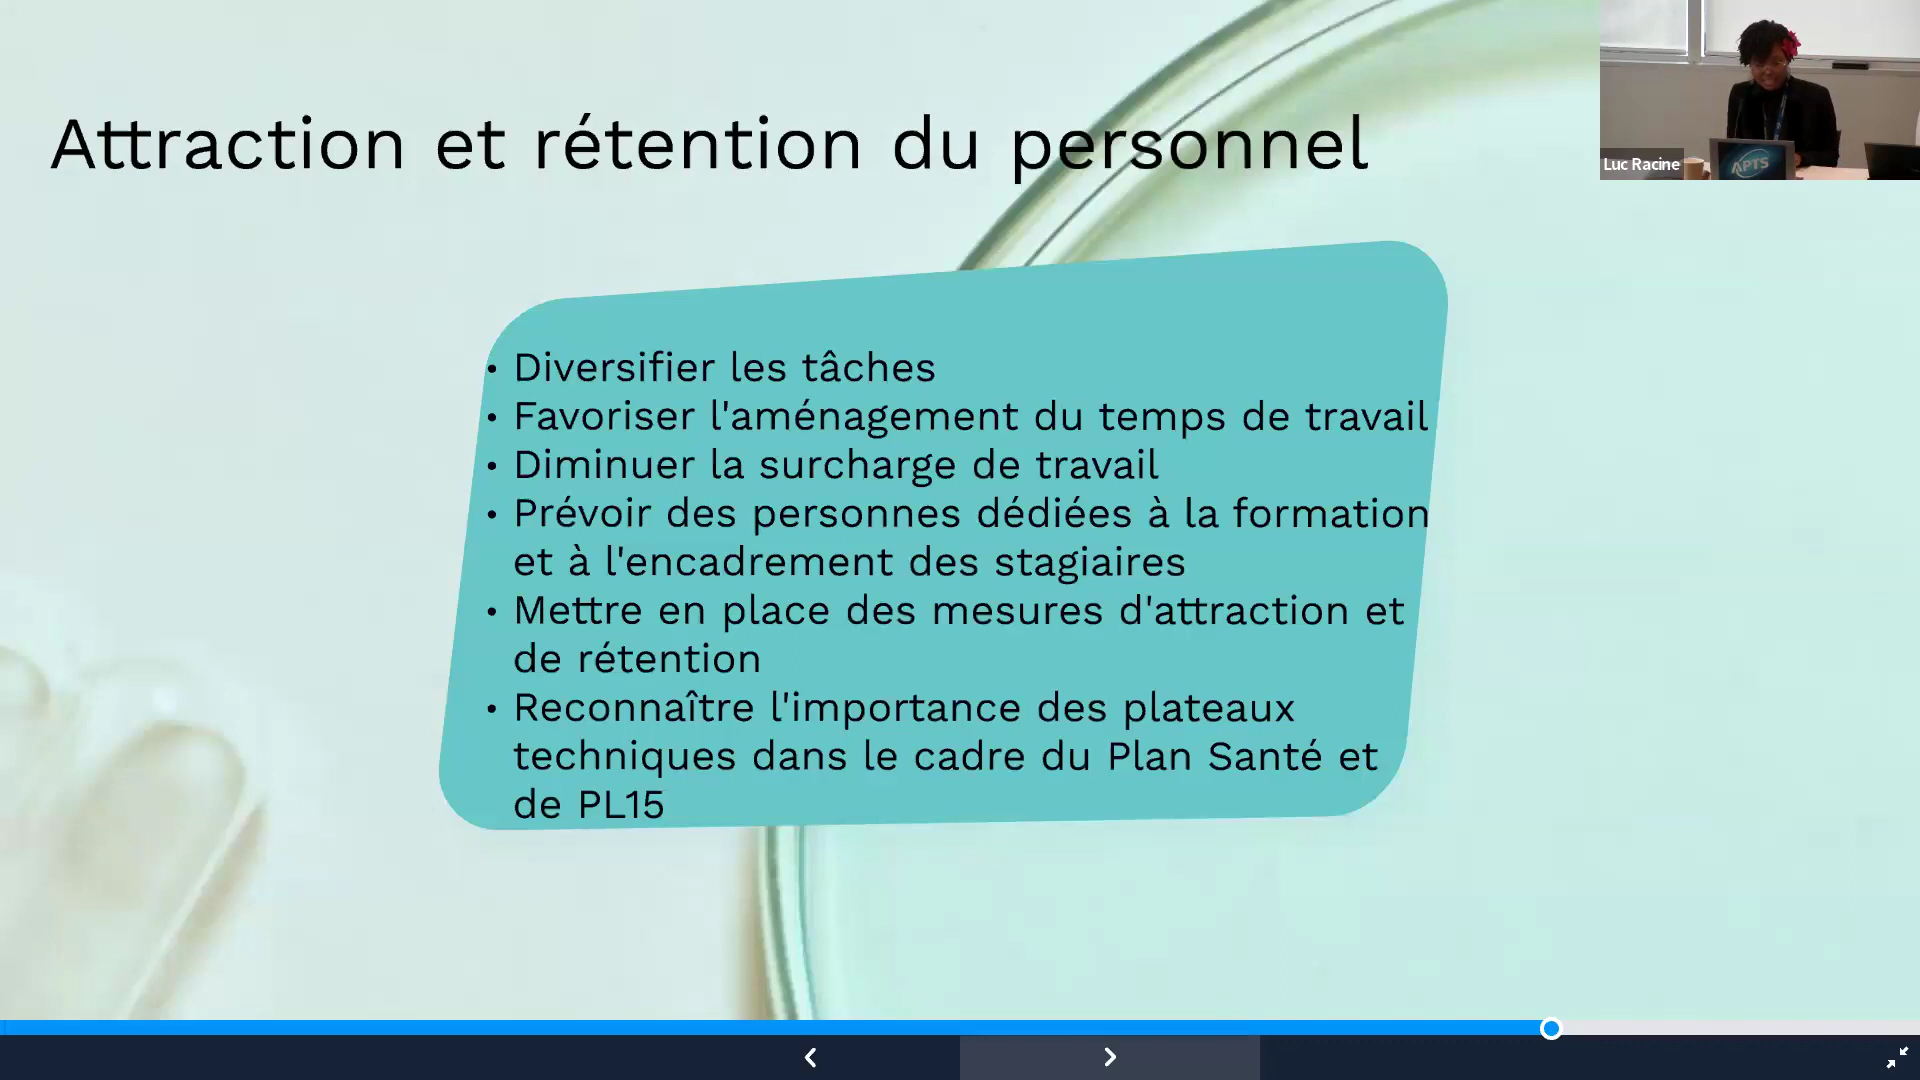 Attraction et rétention du personnel
Luc Racine
APTS
• Diversifier les tâches
• Favoriser l'aménagement du temps de travail
• Diminuer la surcharge de travail
• Prévoir des personnes dédiées à la formation
et à l'encadrement des stagiaires
• Mettre en place des mesures d'attraction et
de rétention
• Reconnaître l'importance des plateaux
techniques dans le cadre du Plan Santé et
de PL15